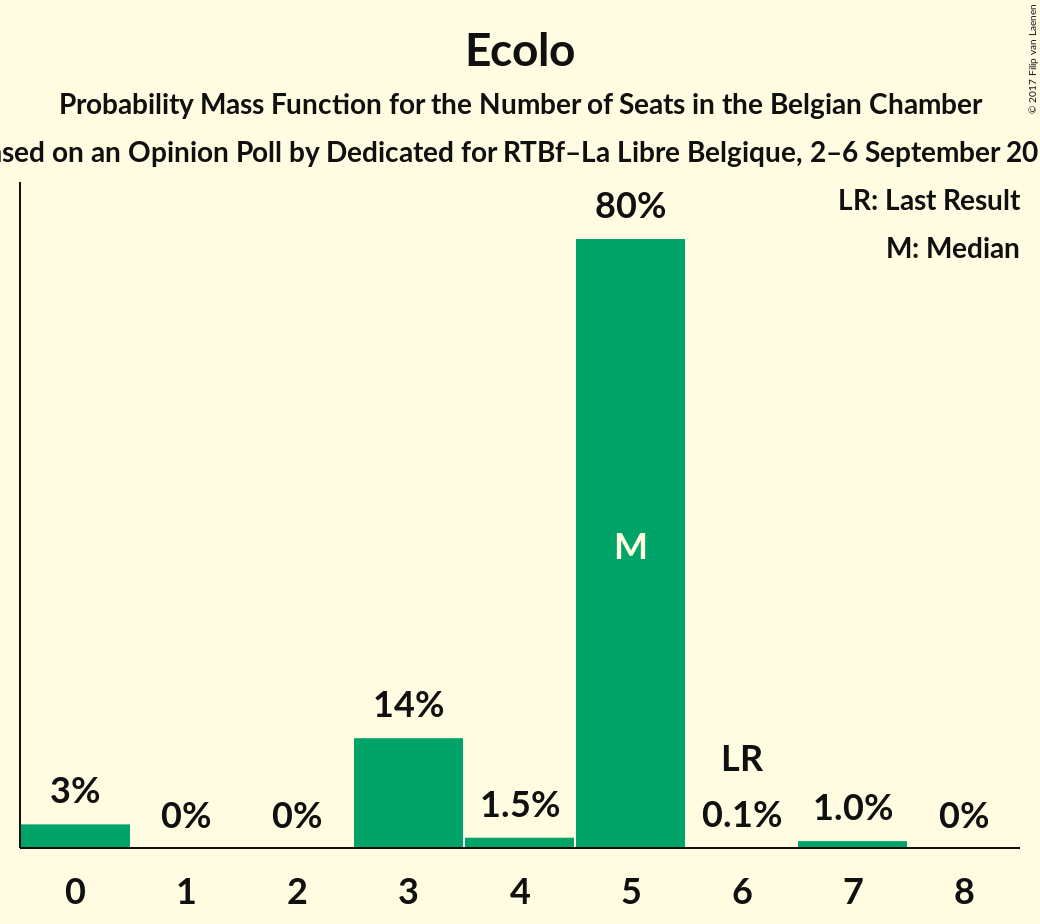 Ecolo
Probability Mass Function for the Number of Seats in the Belgian Chamber
on an Opinion Poll by Dedicated for RTBf–La Libre Belgique, 2–6 September
LR: Last Result
M: Median
80%
M
14%
LR
3%
0%
0%
1.5%
0.1%
1.0%
0%
0 1 2 3 4 5 6 7 8
© 2017 Filip van Laenen